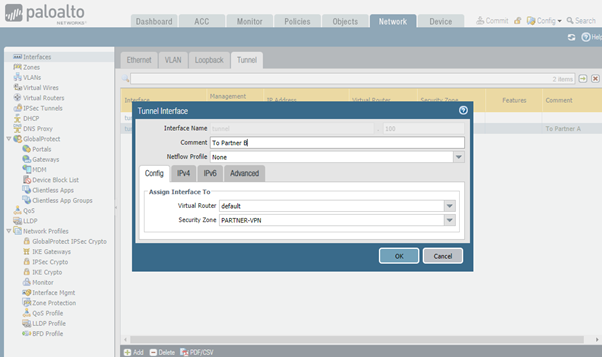 paloalto
NETWORKS
Dashboard ACC Monitor Policies Objects Network Device
Commit Config Search
Help
Interfaces
Zones
VLANs
Virtual Wires
Virtual Routers
IPSec Tunnels
DHCP
DNS Proxy
GlobalProtect
Portals
Gateways
MDM
Device Block List
Clientless Apps
Clientless App Groups
QoS
LLDP
Network Profiles
GlobalProtect IPSec Crypto
IKE Gateways
IPSec Crypto
IKE Crypto
Monitor
Interface Mgmt
Zone Protection
QoS Profile
LLDP Profile
BFD Profile
Ethernet VLAN Loopback Tunnel
2 items
Interface Management IP Address Virtual Router Security Zone Features Comment
To Partner A
Tunnel Interface
Interface Name tunnel . 100
Comment To Partner B
Netflow Profile None
Config IPv4 IPv6 Advanced
Assign Interface To
Virtual Router default
Security Zone PARTNER-VPN
OK Cancel
Add Delete PDF/CSV